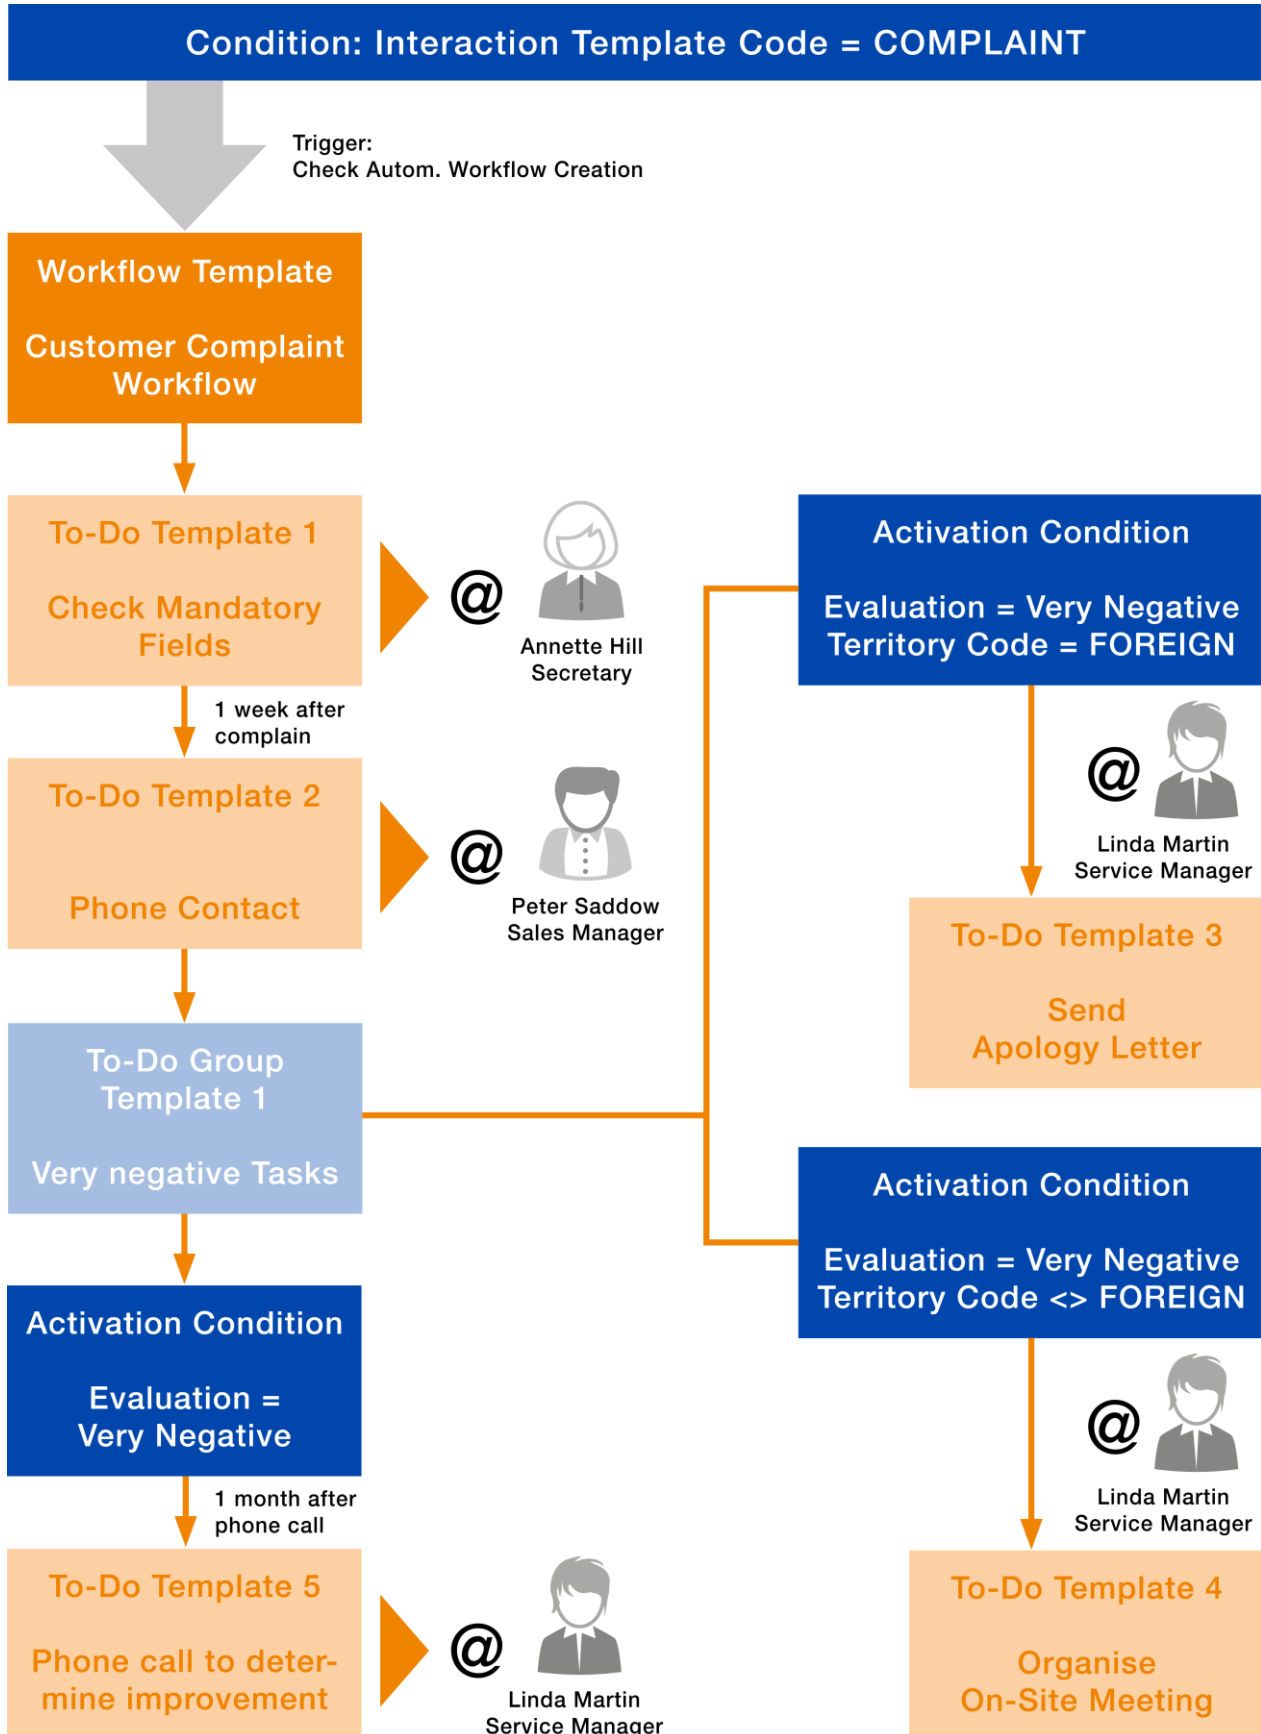 Condition: Interaction Template Code = COMPLAINT
Trigger:
Check Autom. Workflow Creation
Workflow Template
Customer Complaint
Workflow
To-Do Template 1
Check Mandatory
Fields
@
Annette Hill
Secretary
1 week after
complain
To-Do Template 2
Phone Contact
@
Peter Saddow
Sales Manager
To-Do Group
Template 1
Very negative Tasks
Activation Condition
Evaluation = Very Negative
Territory Code = FOREIGN
@
Linda Martin
Service Manager
To-Do Template 3
Send
Apology Letter
Activation Condition
Evaluation = Very Negative
Territory Code <> FOREIGN
@
Linda Martin
Service Manager
To-Do Template 4
Organise
On-Site Meeting
Activation Condition
Evaluation =
Very Negative
1 month after
phone call
To-Do Template 5
Phone call to deter-
mine improvement
@
Linda Martin
Service Manager